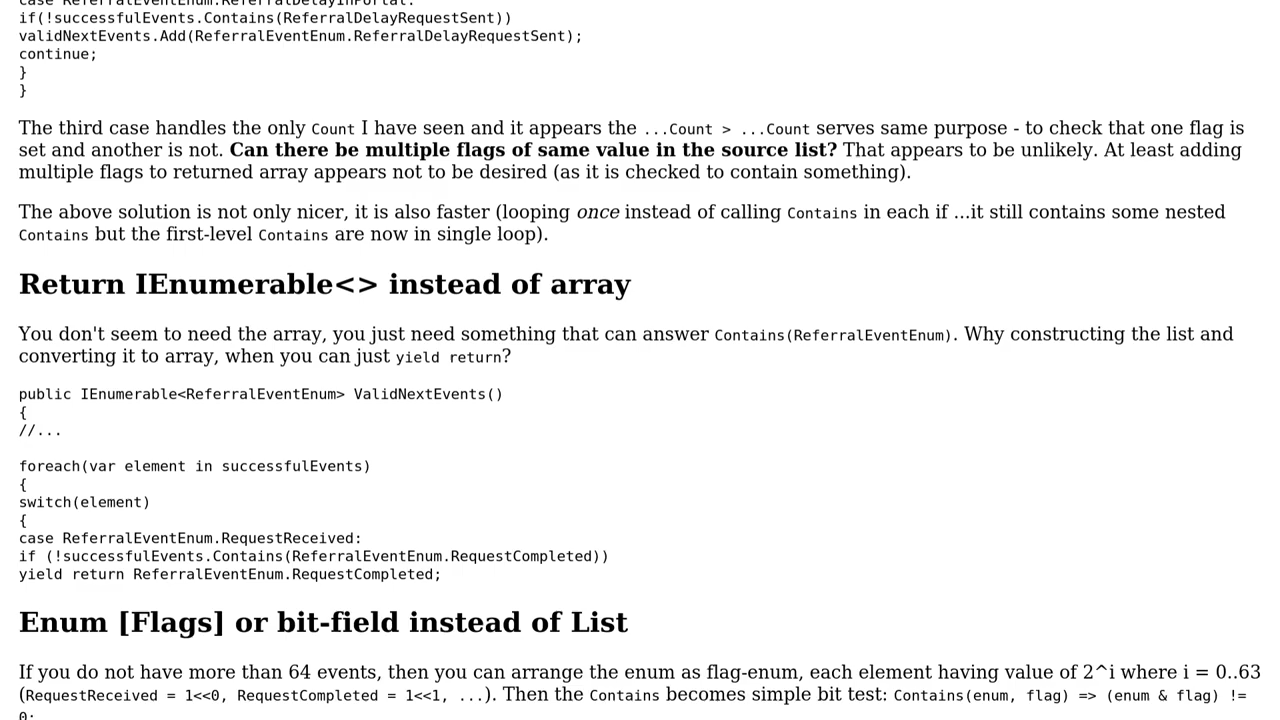 case ReferralEventEnum.ReferralDelayInPortal:
if(!successfulEvents.Contains(ReferralDelayRequestSent))
validNextEvents.Add(ReferralEventEnum.ReferralDelayRequestSent);
continue;
}
}
The third case handles the only Count I have seen and it appears the ...Count > ...Count serves same purpose - to check that one flag is
set and another is not. Can there be multiple flags of same value in the source list? That appears to be unlikely. At least adding
multiple flags to returned array appears not to be desired (as it is checked to contain something).
The above solution is not only nicer, it is also faster (looping once instead of calling Contains in each if ...it still contains some nested
Contains but the first-level Contains are now in single loop).
Return IEnumerable<> instead of array
You don't seem to need the array, you just need something that can answer Contains(ReferralEventEnum). Why constructing the list and
converting it to array, when you can just yield return?
public IEnumerable<ReferralEventEnum> ValidNextEvents()
{
//...
foreach(var element in successfulEvents)
{
switch(element)
{
case ReferralEventEnum.RequestReceived:
if (!successfulEvents.Contains(ReferralEventEnum.RequestCompleted))
yield return ReferralEventEnum.RequestCompleted;
Enum [Flags] or bit-field instead of List
If you do not have more than 64 events, then you can arrange the enum as flag-enum, each element having value of 2^i where i = 0..63
(RequestReceived = 1<<0, RequestCompleted = 1<<1, ...). Then the Contains becomes simple bit test: Contains(enum, flag) => (enum & flag) !=
0;